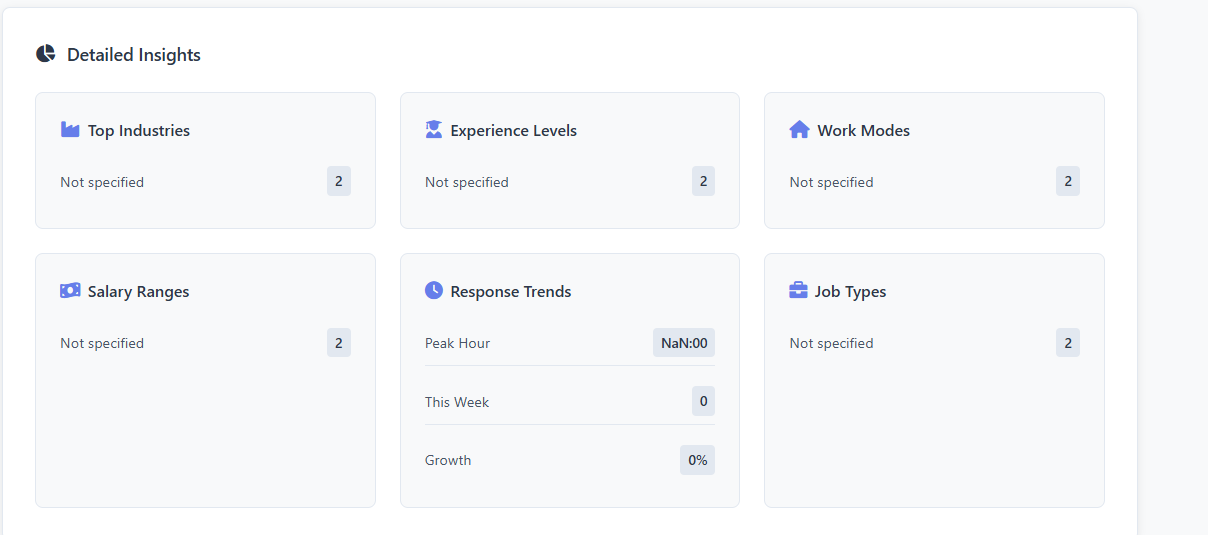 Detailed Insights
Top Industries
Not specified 2
Experience Levels
Not specified 2
Work Modes
Not specified 2
Salary Ranges
Not specified 2
Response Trends
Peak Hour NaN:00
This Week 0
Growth 0%
Job Types
Not specified 2